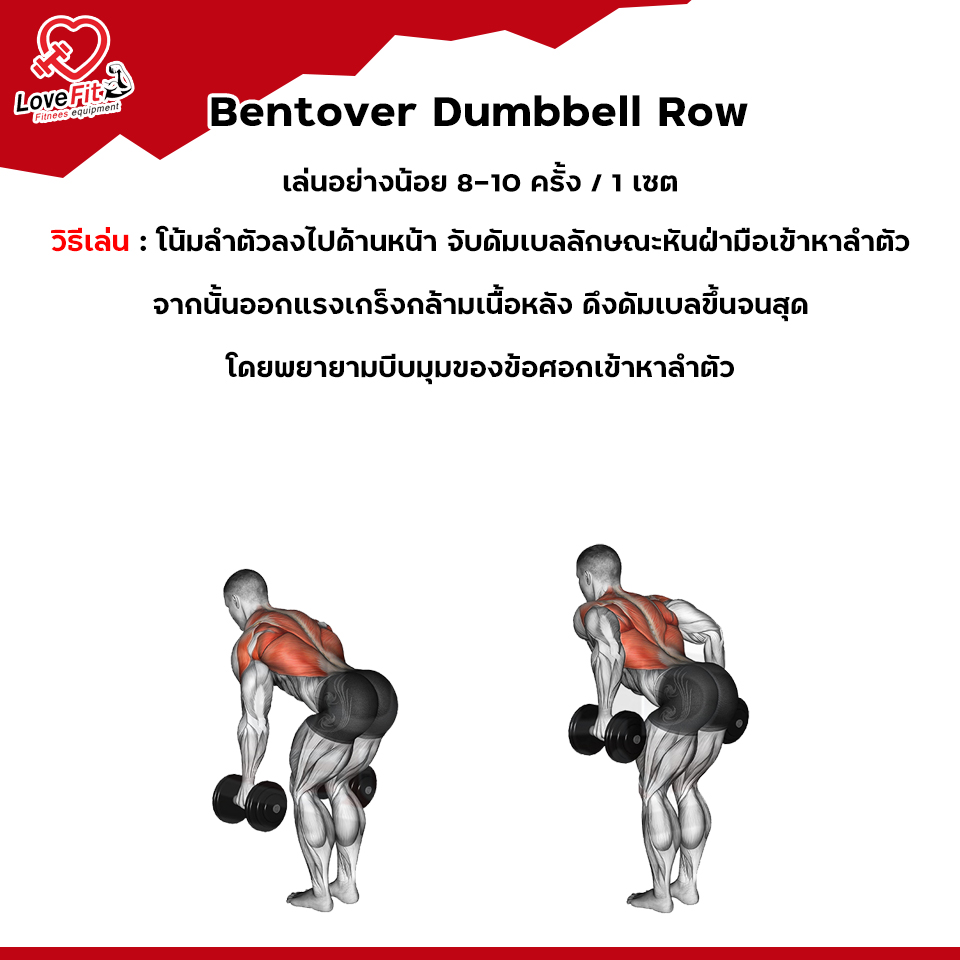 LoveFit
Fitnees equipment
Bentover Dumbbell Row
เล่นอย่างน้อย 8-10 ครั้ง / 1 เซต
วิธีเล่น : โน้มลำตัวลงไปด้านหน้า จับดัมเบลลักษณะหันฝ่ามือเข้าหาลำตัว
จากนั้นออกแรงเกร็งกล้ามเนื้อหลัง ดึงดัมเบลขึ้นจนสุด
โดยพยายามบีบมุมของข้อศอกเข้าหาลำตัว